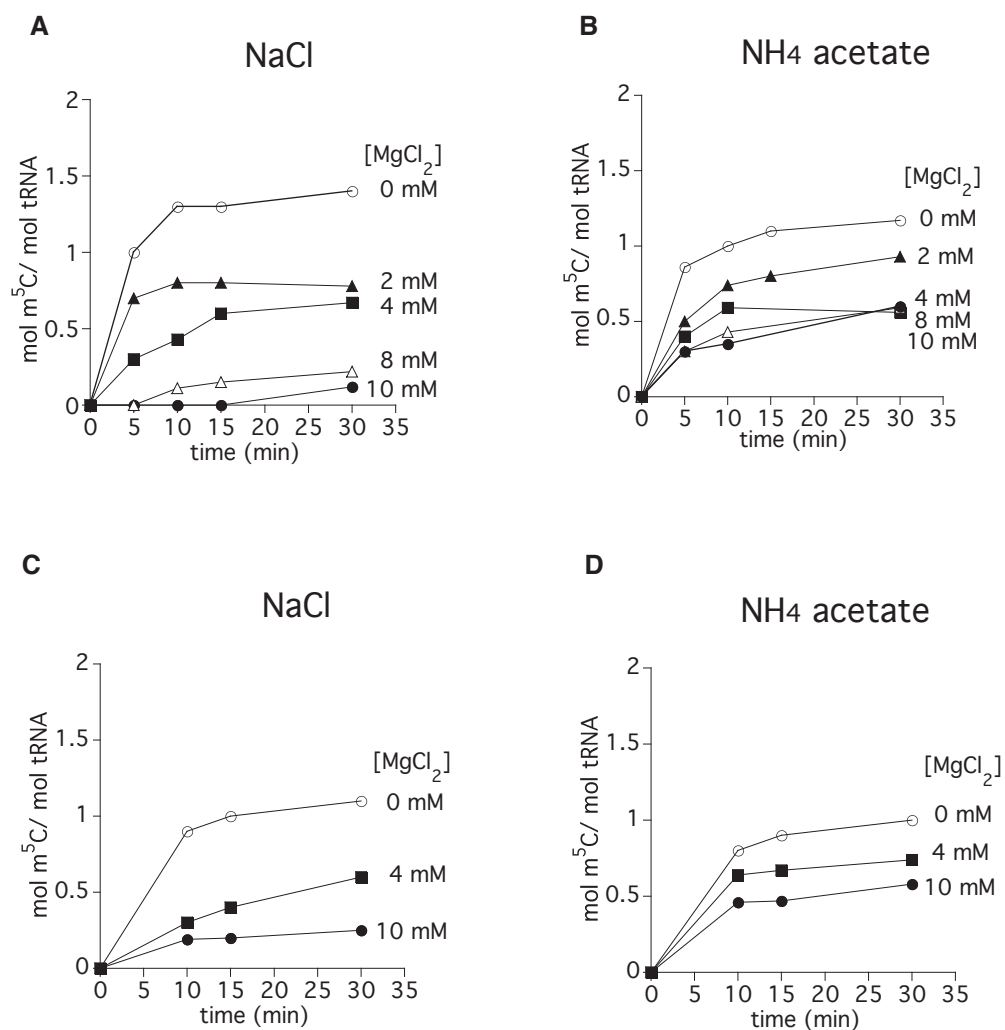 A
NaCl
mol m⁵C/ mol tRNA
2
1.5
1
0.5
0
[MgCl₂]
0 mM
2 mM
4 mM
8 mM
10 mM
0 5 10 15 20 25 30 35
time (min)
B
NH4 acetate
mol m⁵C/ mol tRNA
2
1.5
1
0.5
0
[MgCl₂]
0 mM
2 mM
4 mM
8 mM
10 mM
0 5 10 15 20 25 30 35
time (min)
C
NaCl
mol m⁵C/ mol tRNA
2
1.5
1
0.5
0
[MgCl₂]
0 mM
4 mM
10 mM
0 5 10 15 20 25 30 35
time (min)
D
NH4 acetate
mol m⁵C/ mol tRNA
2
1.5
1
0.5
0
[MgCl₂]
0 mM
4 mM
10 mM
0 5 10 15 20 25 30 35
time (min)